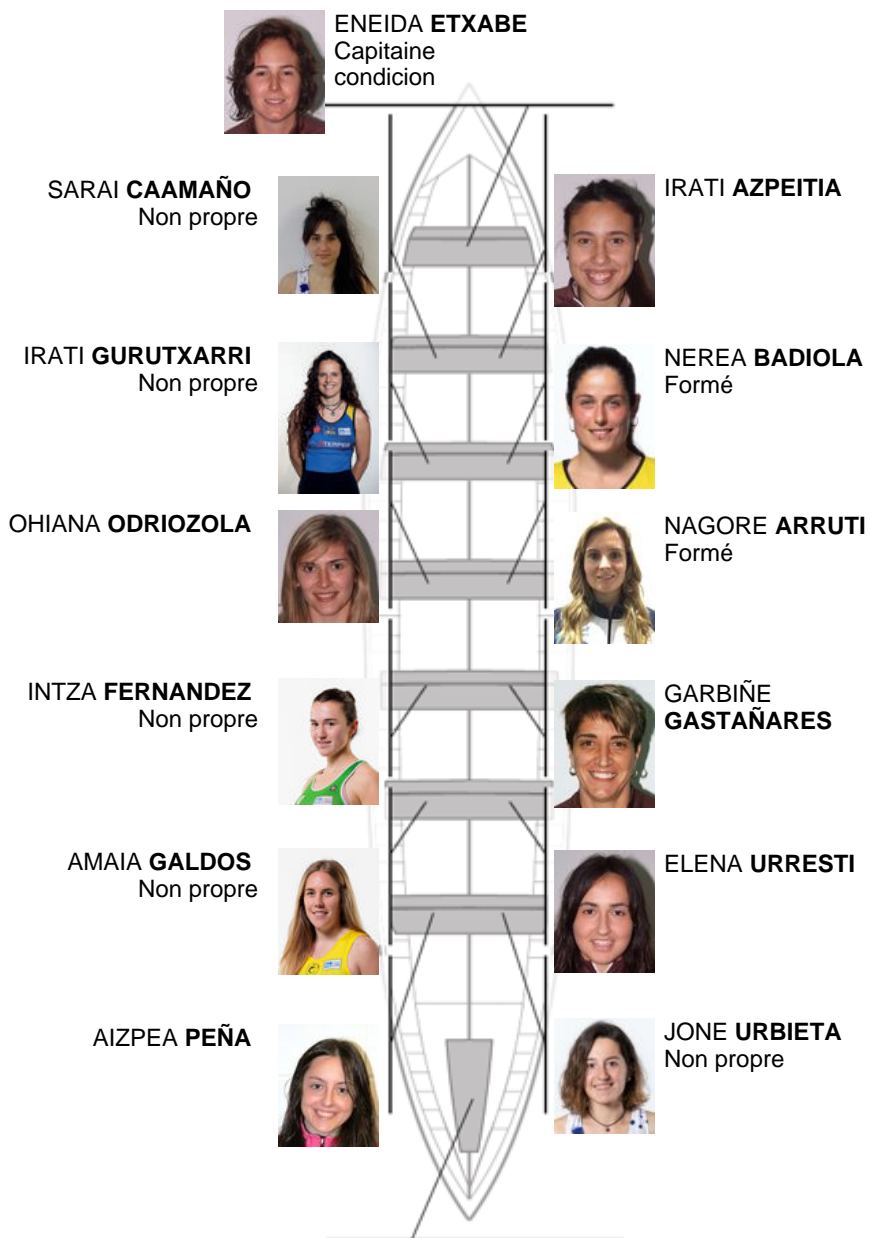 ENEIDA ETXABE
Capitaine
condicion
SARAI CAAMAÑO
Non propre
IRATI AZPEITIA
IRATI GURUTXARRI
Non propre
NEREA BADIOLA
Formé
OHIANA ODRIOZOLA
NAGORE ARRUTI
Formé
INTZA FERNANDEZ
Non propre
GARBIÑE
GASTAÑARES
AMAIA GALDOS
Non propre
ELENA URRESTI
AIZPEA PEÑA
JONE URBIETA
Non propre